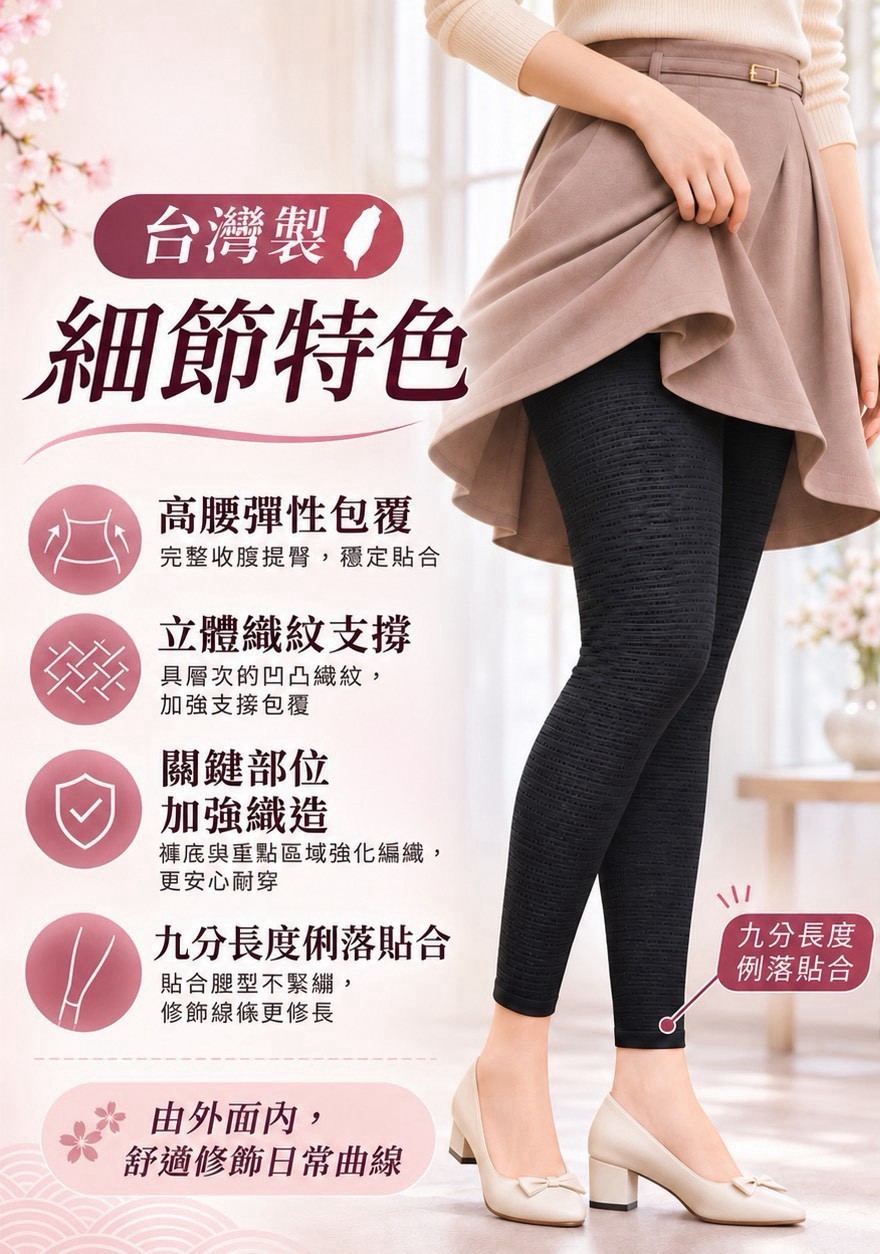 台灣製
細節特色
高腰彈性包覆
完整收腹提臀，穩定貼合
立體織紋支撐
具層次的凹凸織紋，
加強支撐包覆
關鍵部位
加強織造
褲底與重點區域強化編織，
更安心耐穿
九分長度俐落貼合
貼合腿型不緊繃，
修飾線條更修長
九分長度
例落貼合
由外面內，
舒適修飾日常曲線